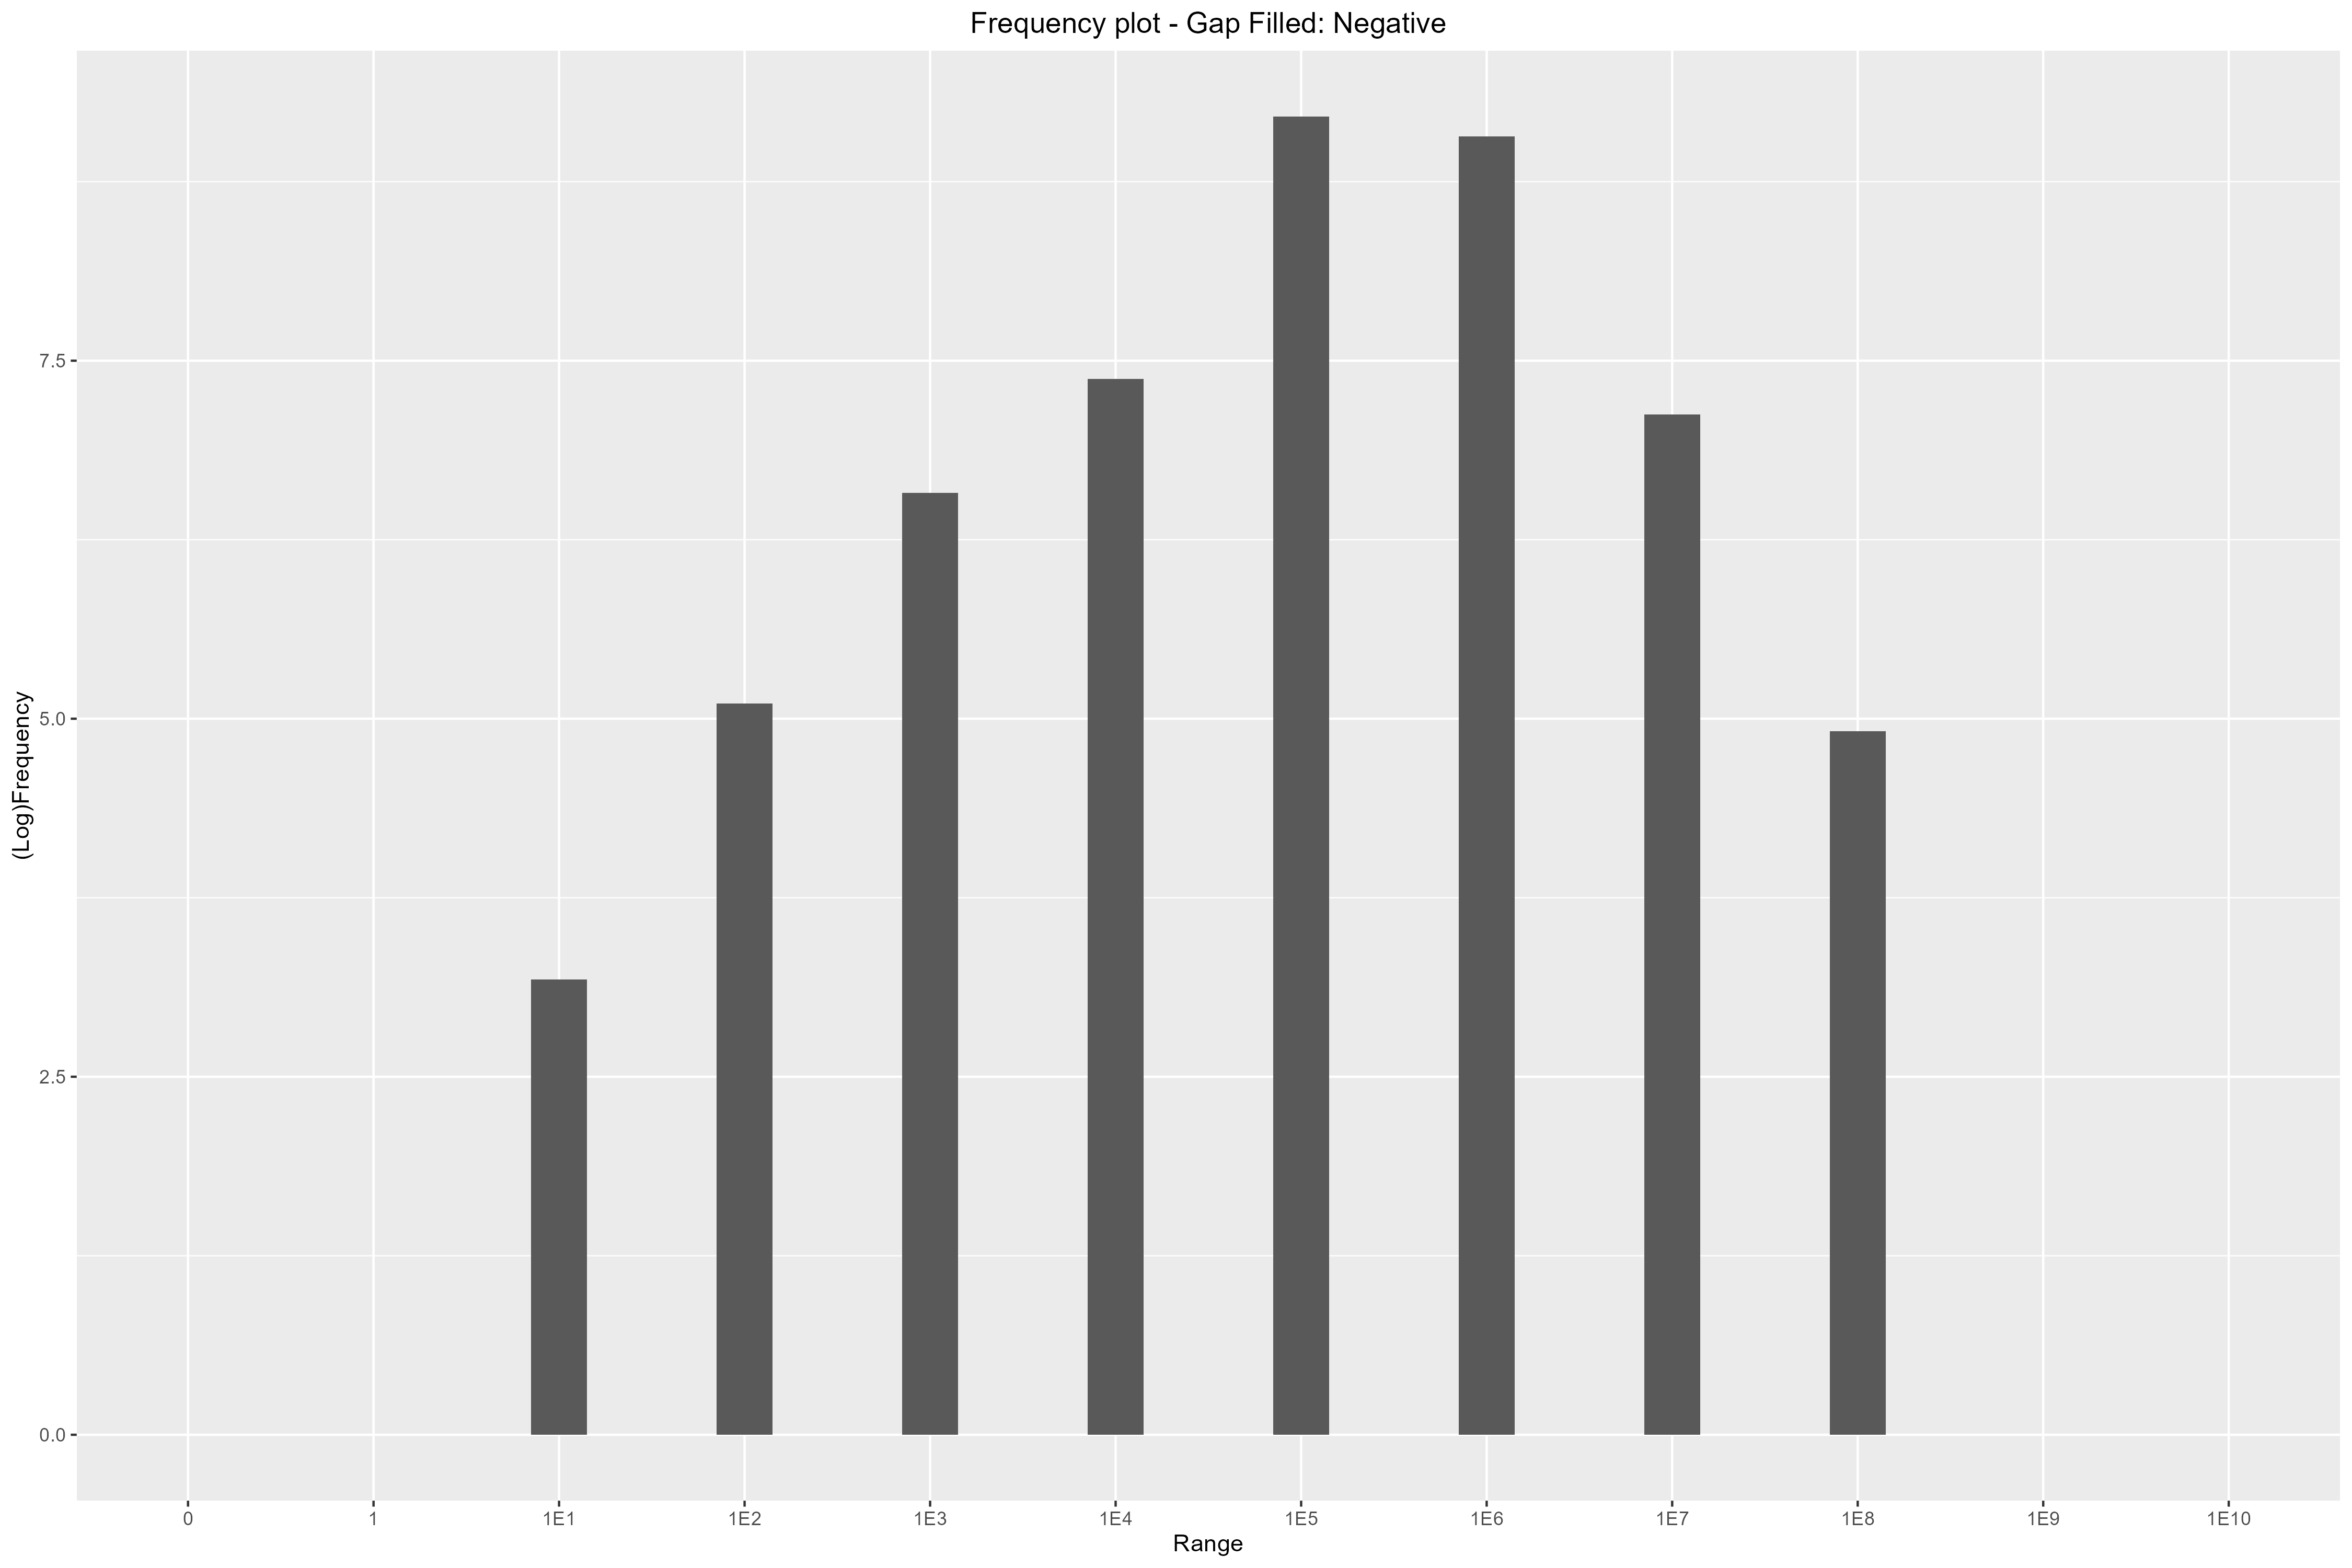 Frequency plot - Gap Filled: Negative
(Log)Frequency
7.5
5.0
2.5
0.0
0 1 1E1 1E2 1E3 1E4 1E5 1E6 1E7 1E8 1E9 1E10
Range